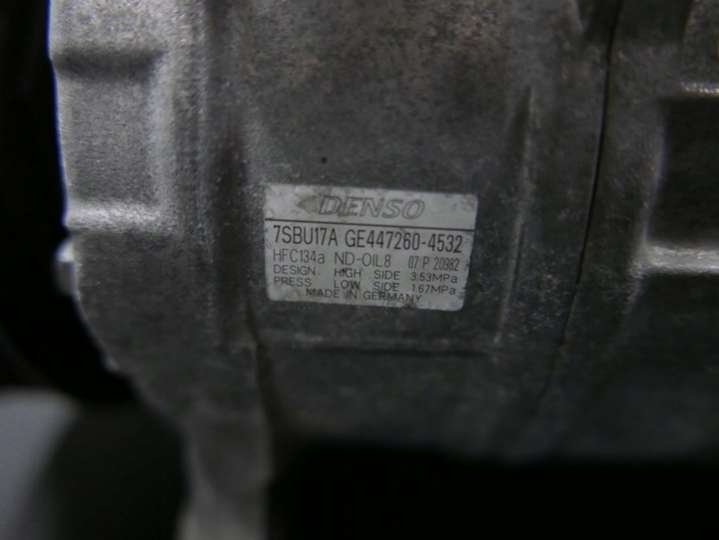 DENSO
7SBU17A GE447260-4532
HFC134a ND-OIL8 07 P 20982
DESIGN. HIGH SIDE 3.53MPa
PRESS LOW SIDE 1.67MPa
MADE IN GERMANY